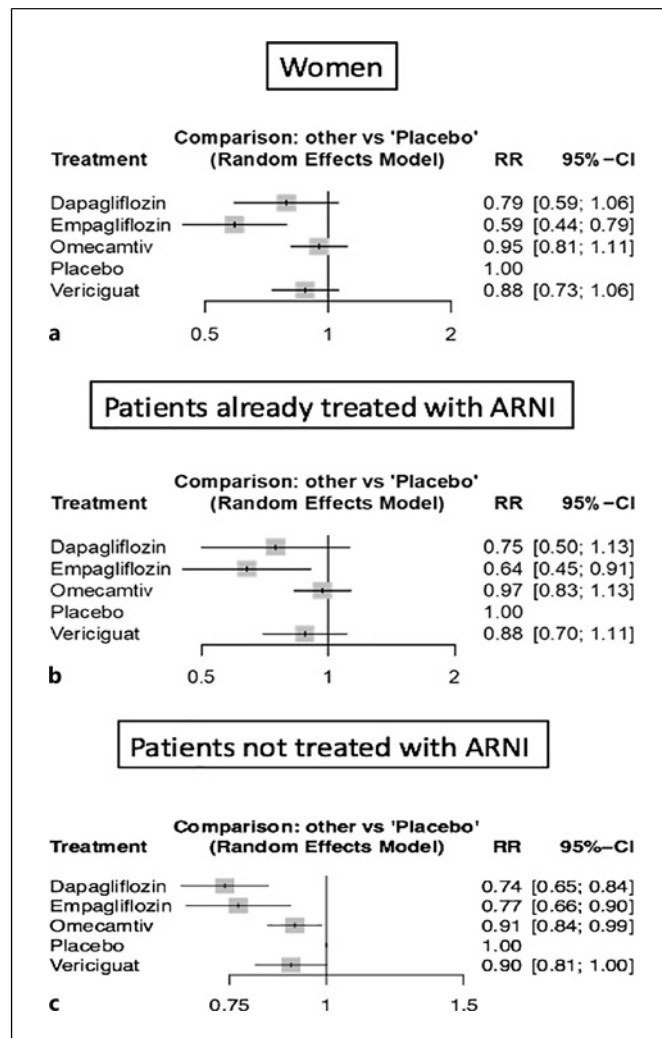 Women
Comparison: other vs 'Placebo'
Treatment (Random Effects Model) RR 95%−CI
Dapagliflozin 0.79 [0.59; 1.06]
Empagliflozin 0.59 [0.44; 0.79]
Omecamtiv 0.95 [0.81; 1.11]
Placebo 1.00
Vericiguat 0.88 [0.73; 1.06]
a 0.5 1 2
Patients already treated with ARNI
Comparison: other vs 'Placebo'
Treatment (Random Effects Model) RR 95%−CI
Dapagliflozin 0.75 [0.50; 1.13]
Empagliflozin 0.64 [0.45; 0.91]
Omecamtiv 0.97 [0.83; 1.13]
Placebo 1.00
Vericiguat 0.88 [0.70; 1.11]
b 0.5 1 2
Patients not treated with ARNI
Comparison: other vs 'Placebo'
Treatment (Random Effects Model) RR 95%−CI
Dapagliflozin 0.74 [0.65; 0.84]
Empagliflozin 0.77 [0.66; 0.90]
Omecamtiv 0.91 [0.84; 0.99]
Placebo 1.00
Vericiguat 0.90 [0.81; 1.00]
c 0.75 1 1.5